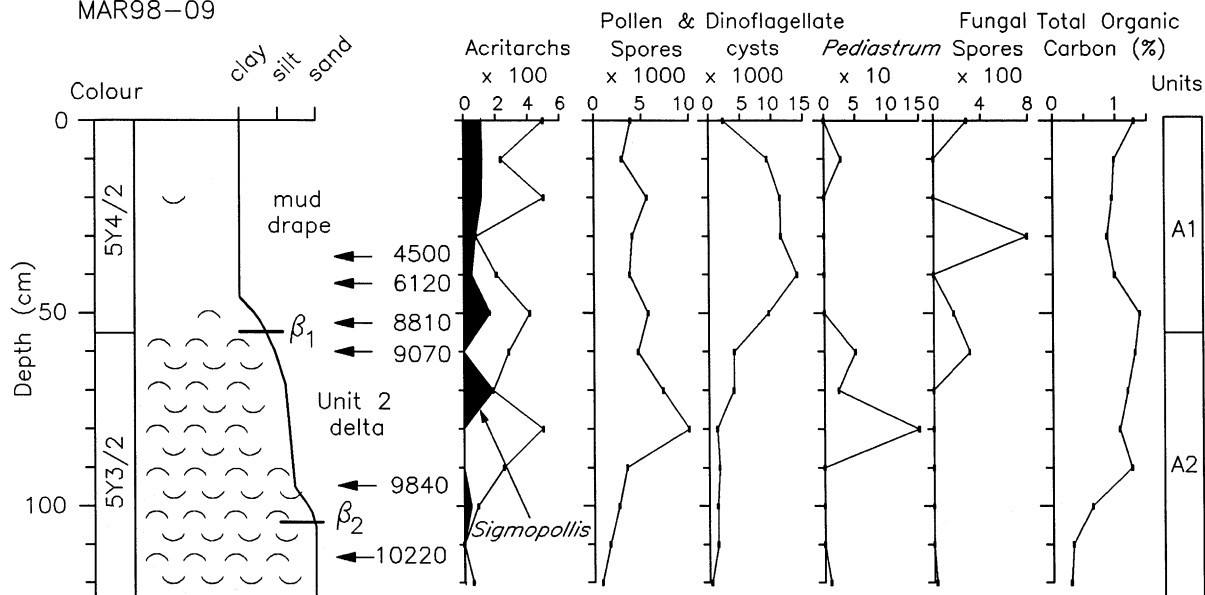 MAR98-09
Colour
clay silt sand
Acritarchs
x 100
Pollen & Dinoflagellate
Spores cysts
x 1000 x 1000
Pediastrum
x 10
Fungal Total Organic
Spores Carbon (%)
x 100
Units
0 2 4 6
0 5 10
0 5 10 15
0 5 10 15
0 4 8
0 1
Depth (cm)
0
50
100
5Y4/2
5Y3/2
mud
drape
4500
6120
8810
β1
9070
Unit 2
delta
9840
β2
10220
Sigmopollis
A1
A2